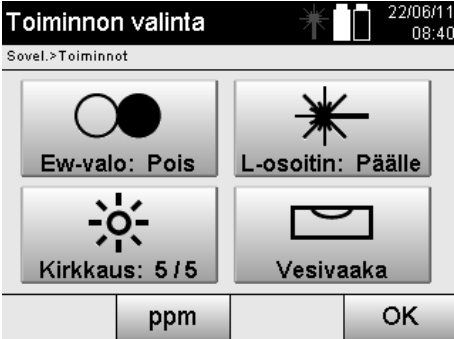 Toiminnon valinta
22/06/11
08:40
Sovel.>Toiminnot
Ew-valo: Pois
L-osoitin: Päälle
Kirkkaus: 5/5
Vesivaaka
ppm
OK